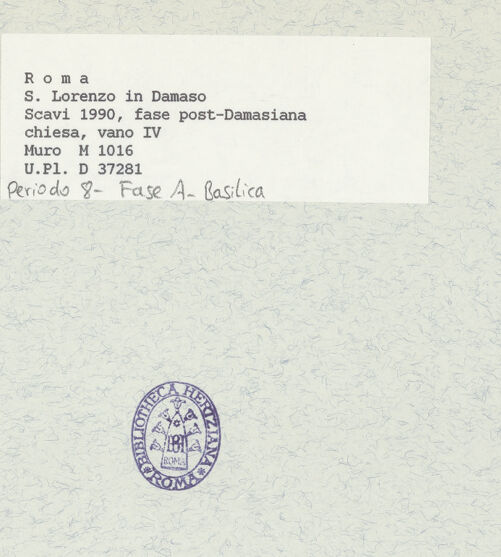 R o m a
S. Lorenzo in Damaso
Scavi 1990, fase post-Damasiana
chiesa, vano IV
Muro M 1016
U.Pl. D 37281
Periodo 8- Fase A- Basilica
BIBLIOTHECA HERTZIANA
BH
ROMA
ROMA